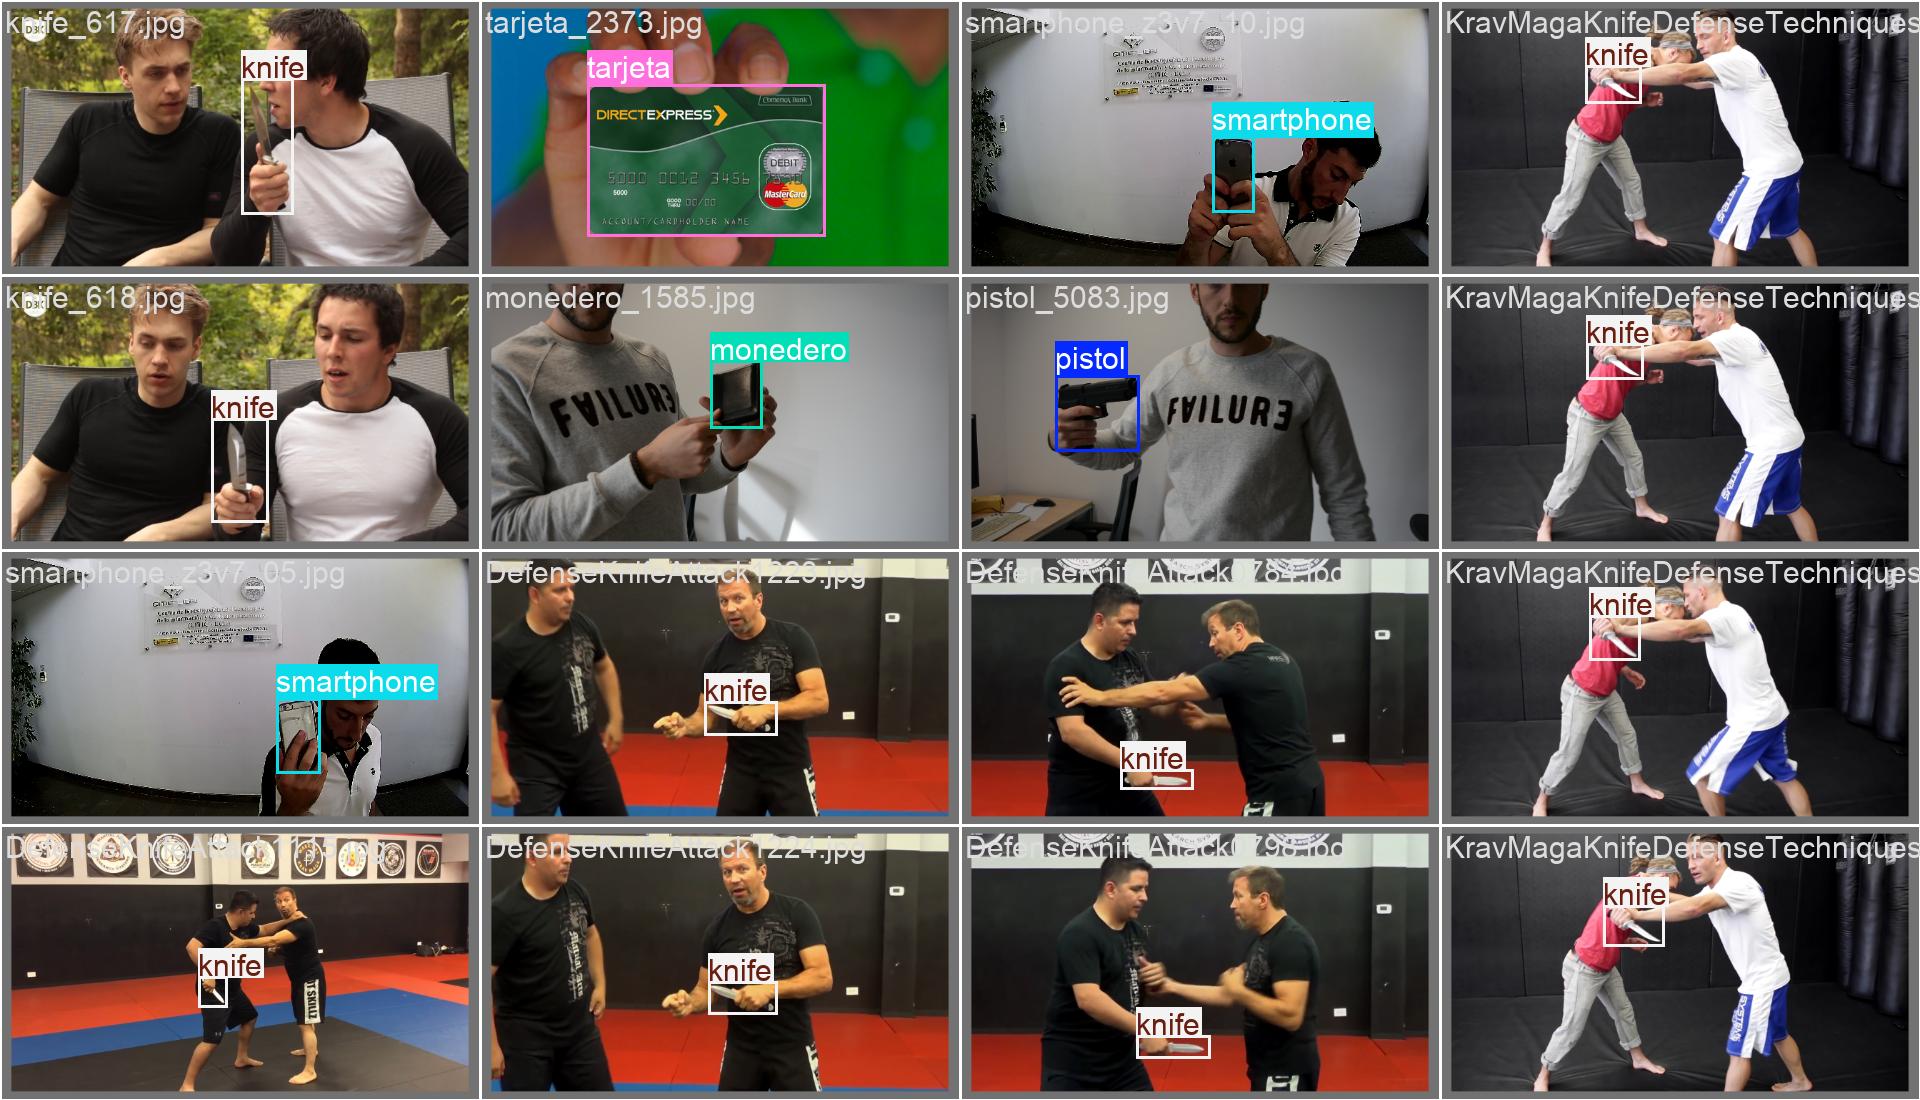 knife_617.jpg
knife
tarjeta_2373.jpg
tarjeta
Comerica Bank
DIRECTEXPRESS
DEBIT
5000 0012 3456
5000
GOOD THRU 00/00
MasterCard
ACCOUNT/CARDHOLDER NAME
smartphone_z3v7_10.jpg
smartphone
KravMagaKnifeDefenseTechniques
knife
knife_618.jpg
knife
monedero_1585.jpg
monedero
FAILURE
pistol_5083.jpg
pistol
FAILURE
KravMagaKnifeDefenseTechniques
knife
smartphone_z3v7_05.jpg
smartphone
DefenseKnifeAttack1223.jpg
knife
DefenseKnifeAttack0784.jpg
knife
KravMagaKnifeDefenseTechniques
knife
knife
DefenseKnifeAttack1224.jpg
knife
DefenseKnifeAttack0798.jpg
knife
KravMagaKnifeDefenseTechniques
knife